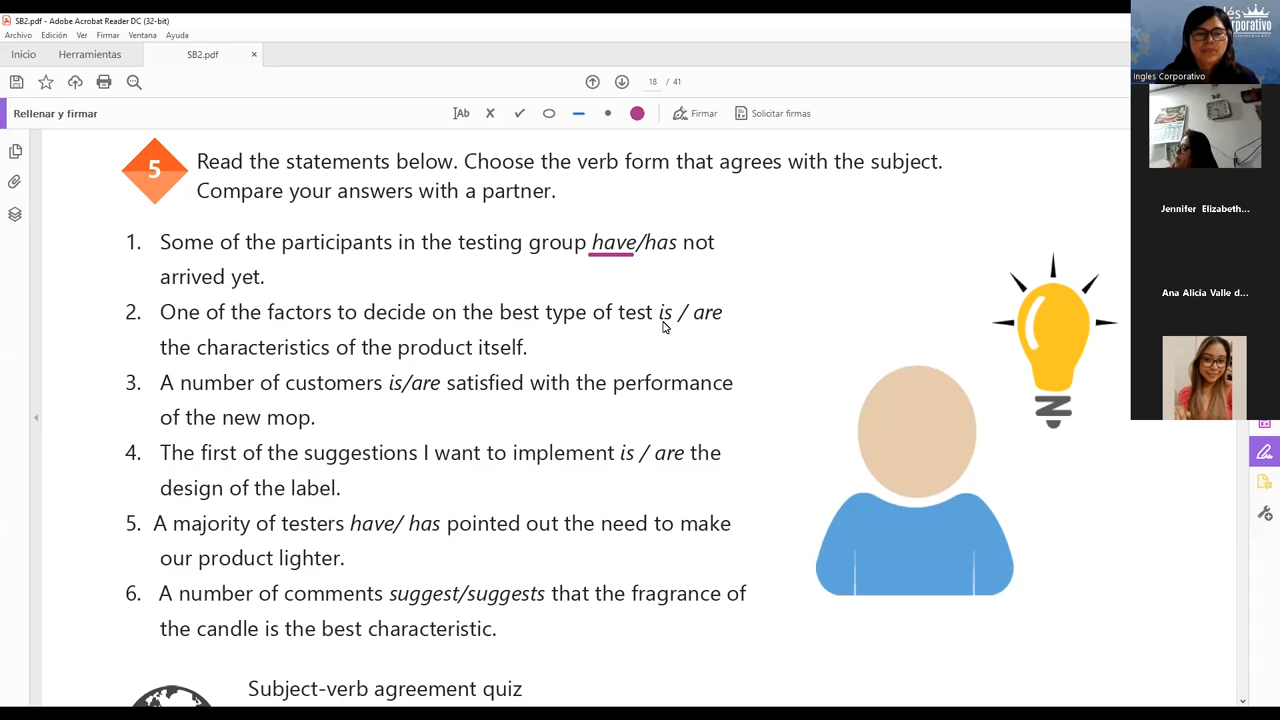 SB2.pdf - Adobe Acrobat Reader DC (32-bit)
Archivo Edición Ver Firmar Ventana Ayuda
Inicio Herramientas SB2.pdf ×
18 / 41
Rellenar y firmar
Ab Firmar Solicitar firmas
5
Read the statements below. Choose the verb form that agrees with the subject.
Compare your answers with a partner.
1. Some of the participants in the testing group have/has not
arrived yet.
2. One of the factors to decide on the best type of test is / are
the characteristics of the product itself.
3. A number of customers is/are satisfied with the performance
of the new mop.
4. The first of the suggestions I want to implement is / are the
design of the label.
5. A majority of testers have/ has pointed out the need to make
our product lighter.
6. A number of comments suggest/suggests that the fragrance of
the candle is the best characteristic.
Subject-verb agreement quiz
Ingles Corporativo
Jennifer Elizabeth...
Ana Alicia Valle d...